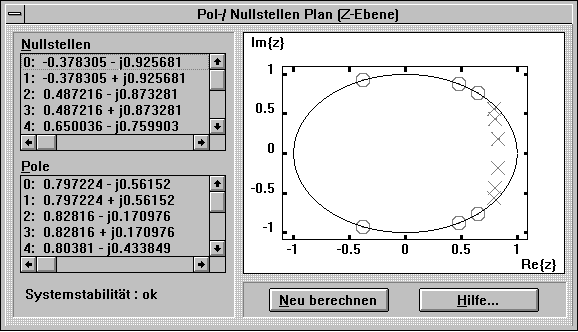 Pol-/ Nullstellen Plan (Z-Ebene)
Nullstellen
0: -0.378305 - j0.925681
1: -0.378305 + j0.925681
2: 0.487216 - j0.873281
3: 0.487216 + j0.873281
4: 0.650036 - j0.759903
Pole
0: 0.797224 - j0.56152
1: 0.797224 + j0.56152
2: 0.82816 - j0.170976
3: 0.82816 + j0.170976
4: 0.80381 - j0.433849
Systemstabilität : ok
Im{z}
1
0.5
0
-0.5
-1
-1 -0.5 0 0.5 1
Re{z}
Neu berechnen
Hilfe...